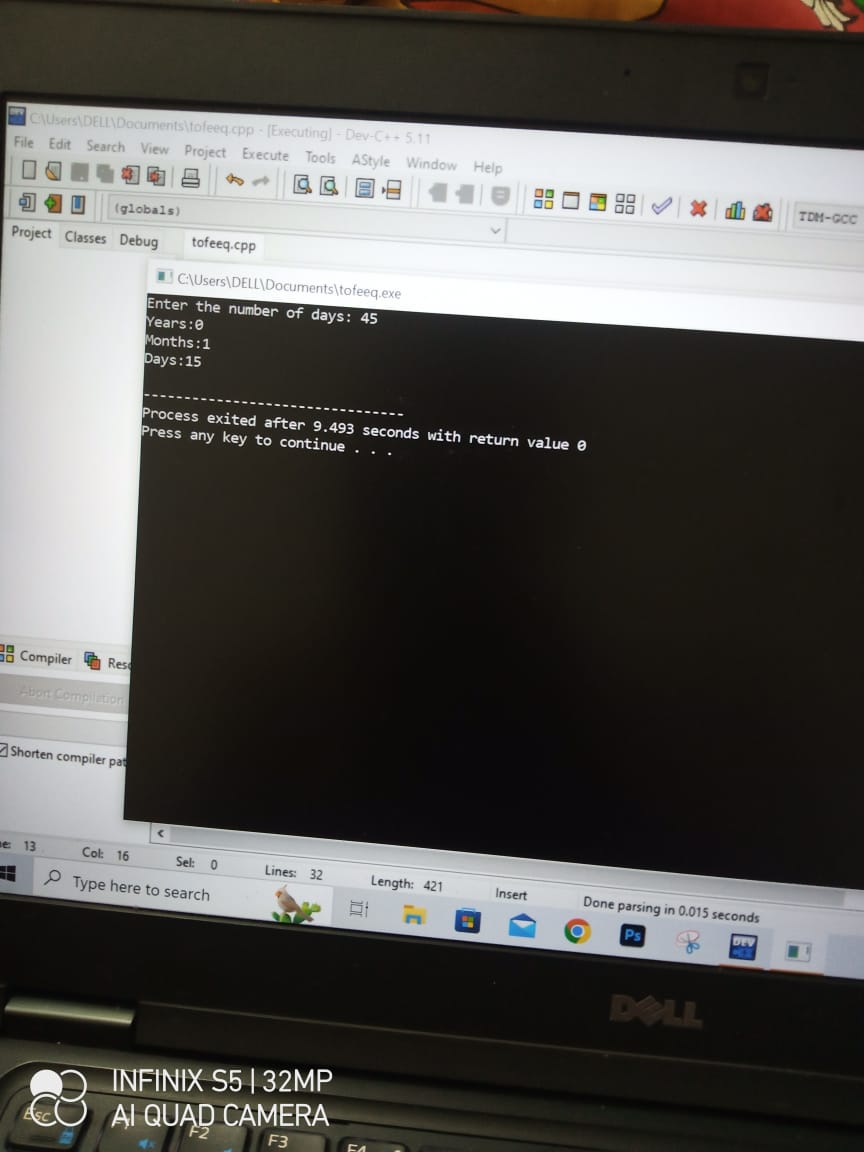 C:\Users\DELL\Documents\tofeeq.cpp - [Executing] - Dev-C++ 5.11
File Edit Search View Project Execute Tools AStyle Window Help
TDM-GCC
(globals)
Project Classes Debug tofeeq.cpp
C:\Users\DELL\Documents\tofeeq.exe
Enter the number of days: 45
Years:0
Months:1
Days:15
--------------------------------
Process exited after 9.493 seconds with return value 0
Press any key to continue . . .
Compiler
Abort Compilation
Shorten compiler
13 Col: 16 Sel: 0 Lines: 32 Length: 421 Insert Done parsing in 0.015 seconds
Type here to search
Ps
DEV
DELL
INFINIX S5 | 32MP
AI QUAD CAMERA
Esc
F2
F3